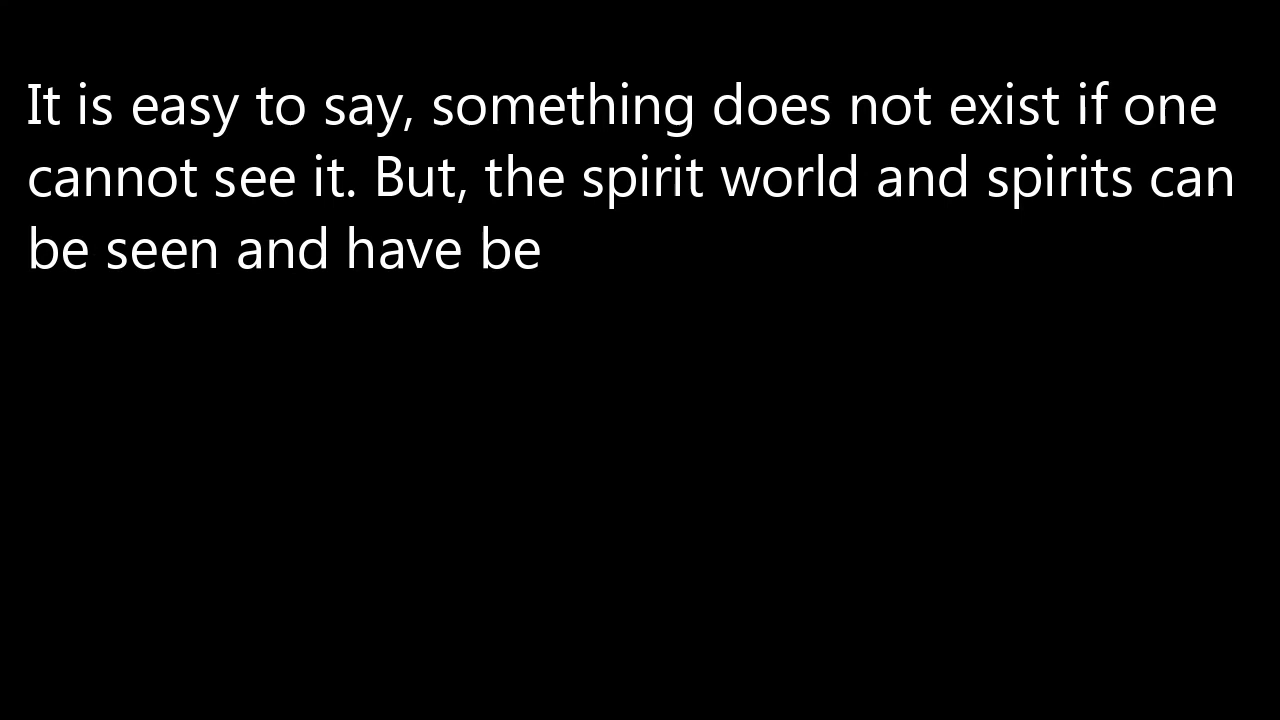 It is easy to say, something does not exist if one
cannot see it. But, the spirit world and spirits can
be seen and have be